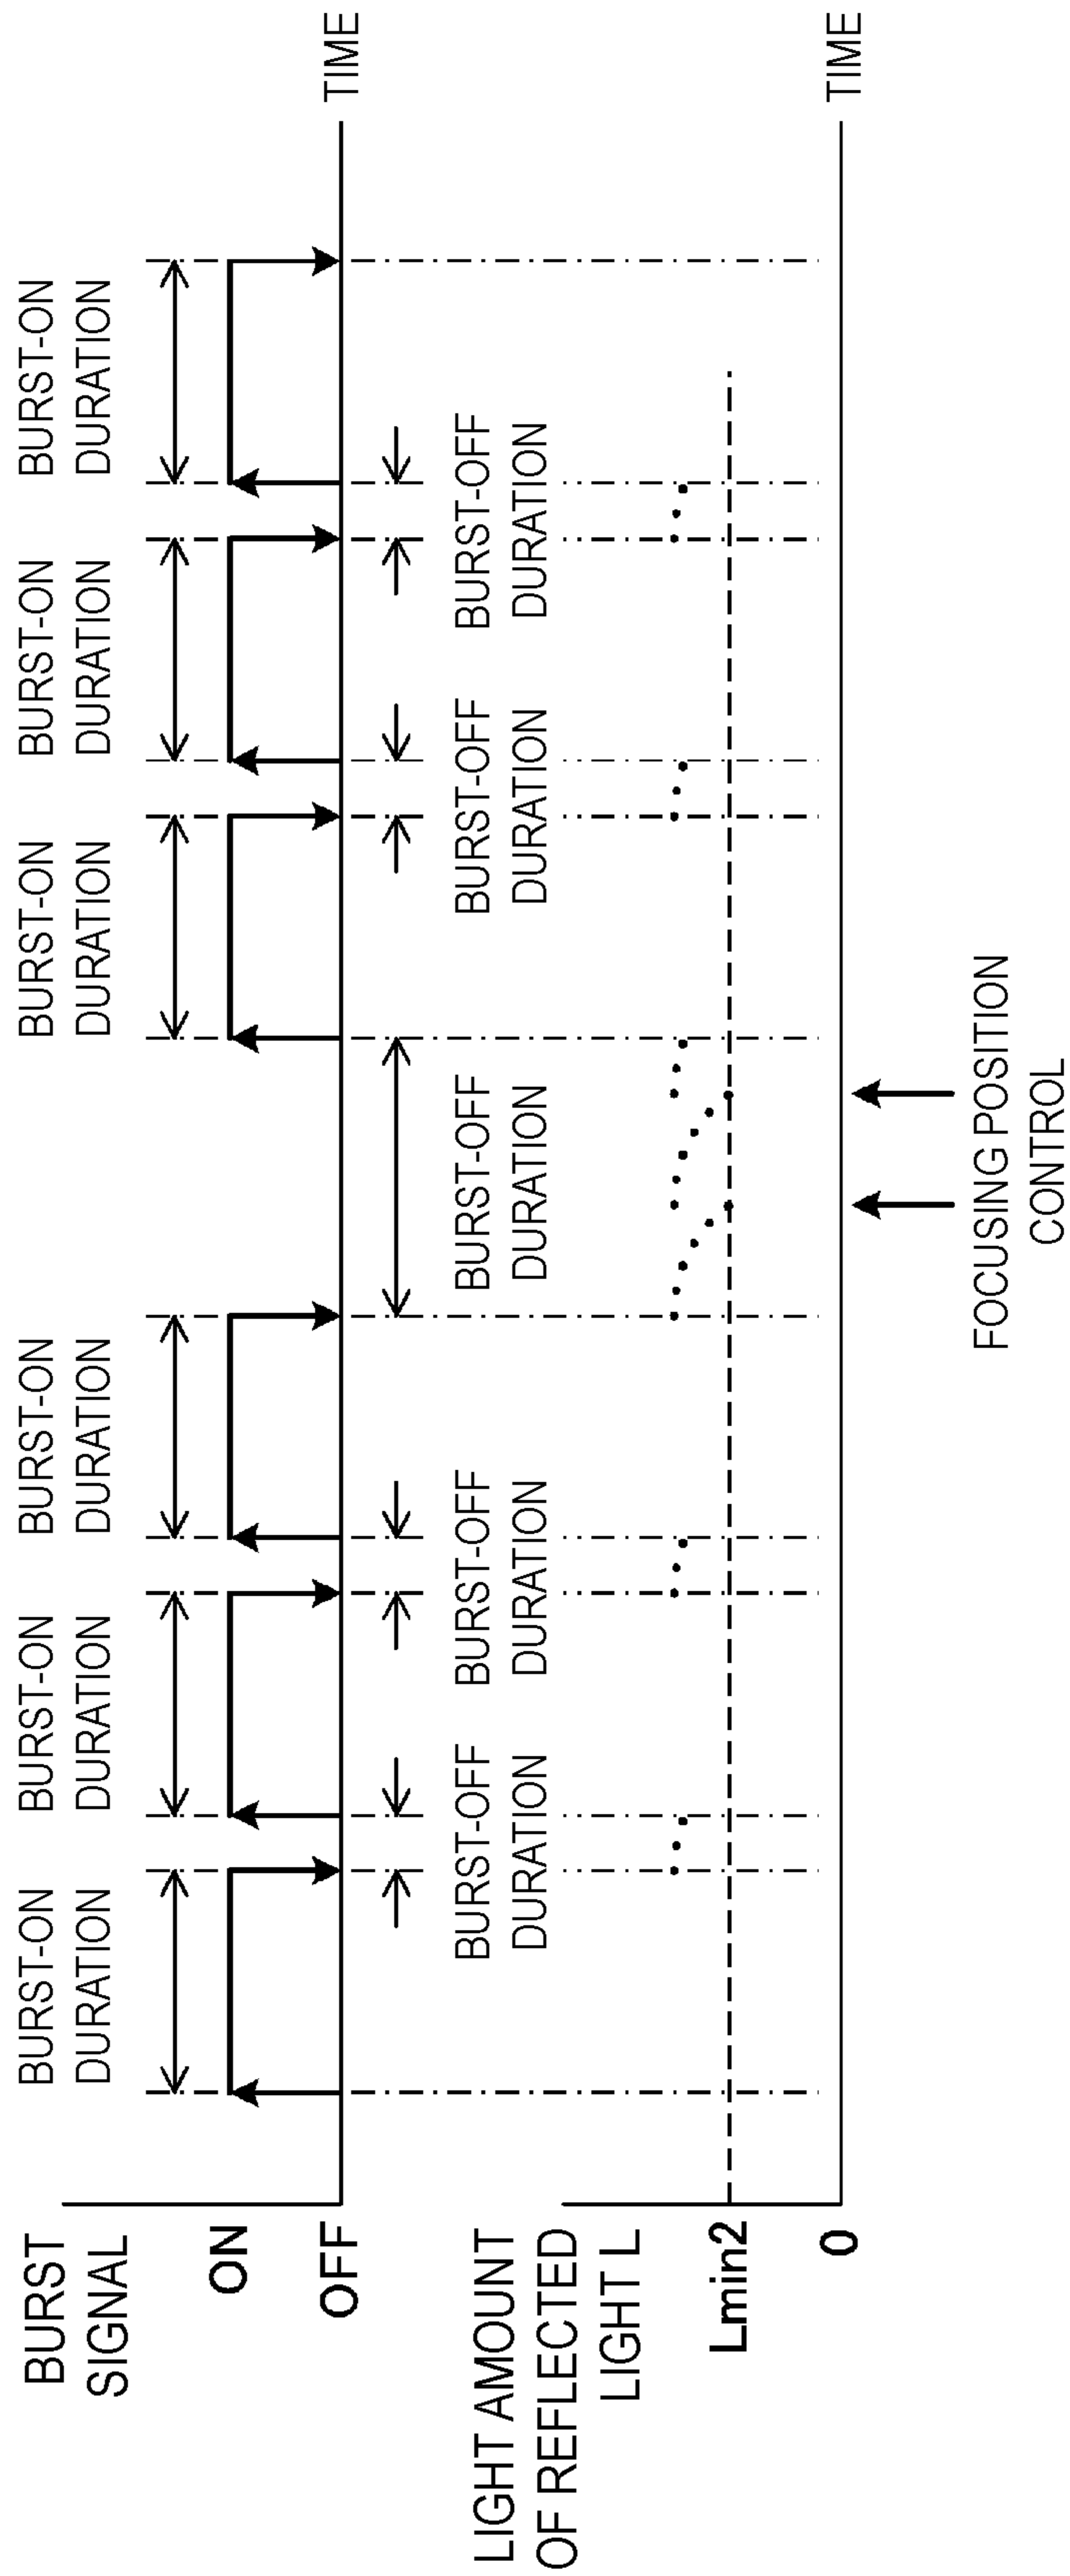 BURST
SIGNAL
BURST-ON
DURATION
BURST-ON
DURATION
BURST-ON
DURATION
BURST-ON
DURATION
BURST-ON
DURATION
BURST-ON
DURATION
ON
OFF
TIME
BURST-OFF
DURATION
BURST-OFF
DURATION
BURST-OFF
DURATION
BURST-OFF
DURATION
BURST-OFF
DURATION
LIGHT AMOUNT
OF REFLECTED
LIGHT L
Lmin2
0
TIME
FOCUSING POSITION
CONTROL